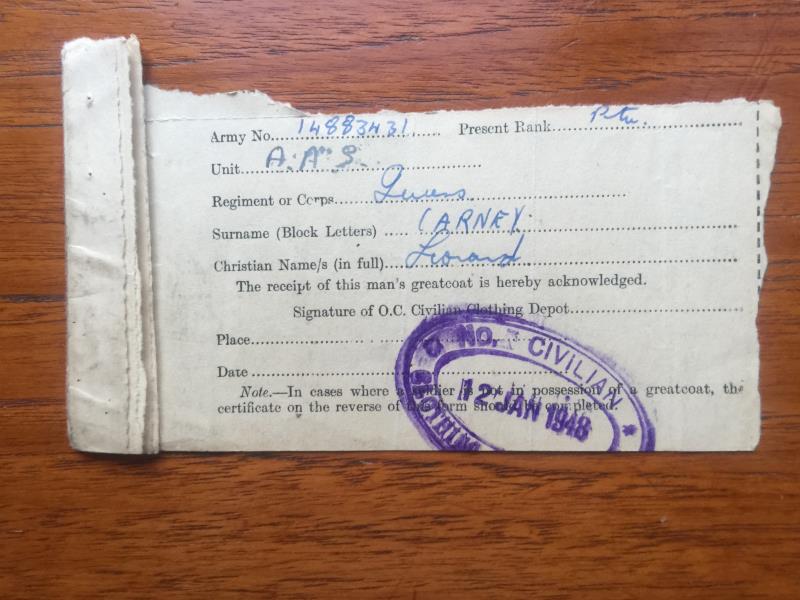 Army No. 14883431 Present Rank Pte.
Unit A.A.S.
Regiment or Corps Queens
Surname (Block Letters) CARNEY.
Christian Name/s (in full) Leonard
The receipt of this man's greatcoat is hereby acknowledged.
Signature of O.C. Civilian Clothing Depot
Place
No. CIVILIAN
Date
12 JAN 1948
CLOTHING
Note.—In cases where a soldier is not in possession of a greatcoat, the
certificate on the reverse of this form should be completed.